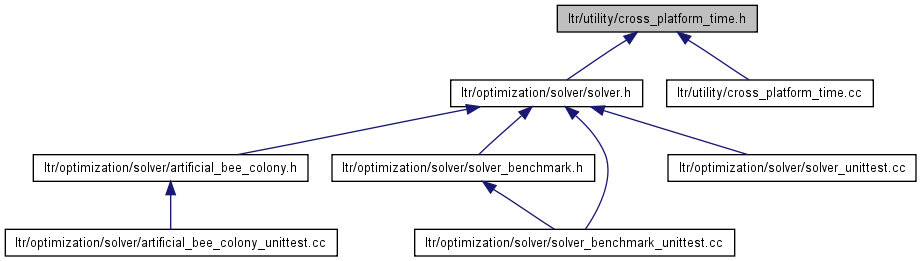 ltr/utility/cross_platform_time.h
ltr/optimization/solver/solver.h
ltr/utility/cross_platform_time.cc
ltr/optimization/solver/artificial_bee_colony.h
ltr/optimization/solver/solver_benchmark.h
ltr/optimization/solver/solver_unittest.cc
ltr/optimization/solver/artificial_bee_colony_unittest.cc
ltr/optimization/solver/solver_benchmark_unittest.cc